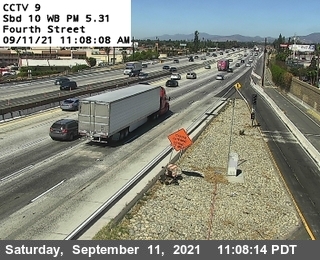 CCTV 9
Sbd 10 WB PM 5.31
Fourth Street
09/11/21 11:08:08 AM
Saturday, September 11, 2021 11:08:14 PDT